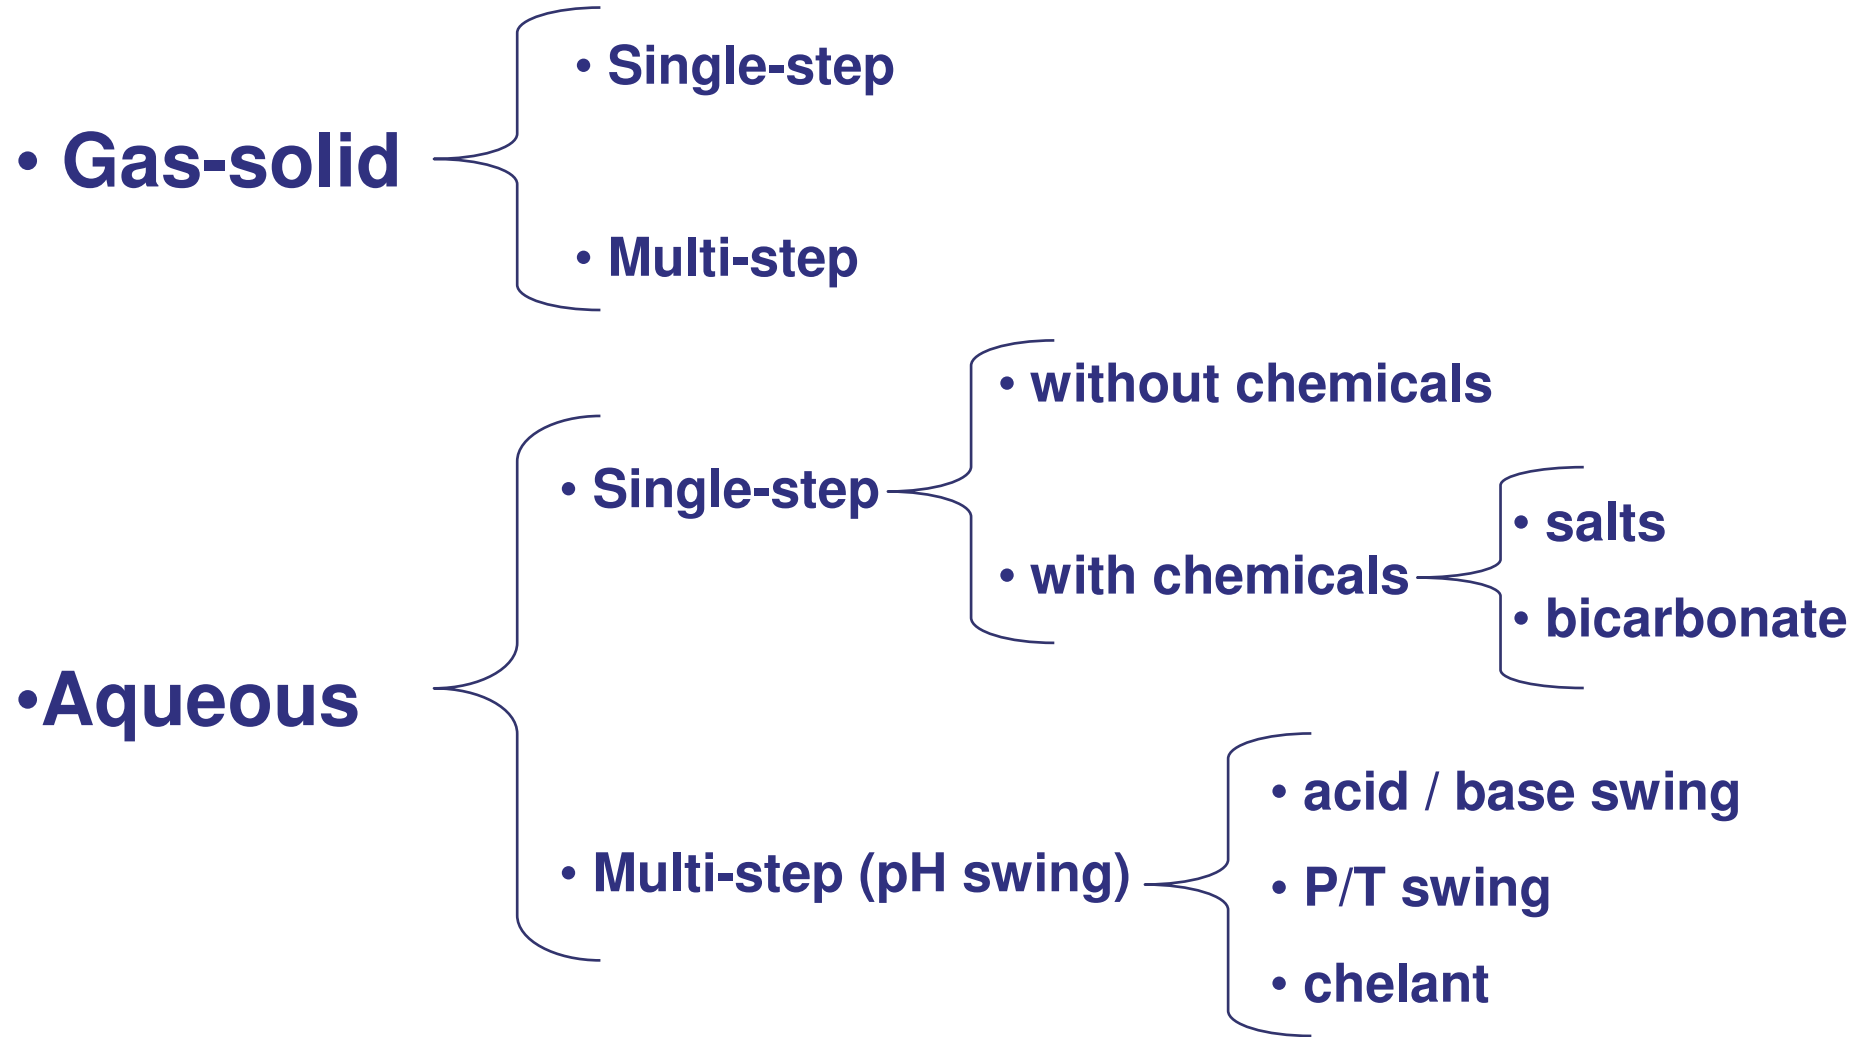 • Gas-solid
• Single-step
• Multi-step
•Aqueous
• Single-step
• without chemicals
• with chemicals
• salts
• bicarbonate
• Multi-step (pH swing)
• acid / base swing
• P/T swing
• chelant